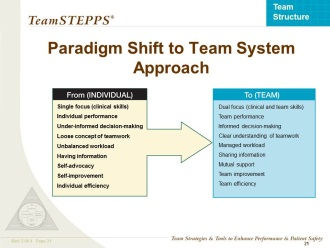 TeamSTEPPS®
Team
Structure
Paradigm Shift to Team System
Approach
From (INDIVIDUAL)
Single focus (clinical skills)
Individual performance
Under-informed decision-making
Loose concept of teamwork
Unbalanced workload
Having information
Self-advocacy
Self-improvement
Individual efficiency
To (TEAM)
Dual focus (clinical and team skills)
Team performance
Informed decision-making
Clear understanding of teamwork
Managed workload
Sharing information
Mutual support
Team improvement
Team efficiency
Team Strategies & Tools to Enhance Performance & Patient Safety